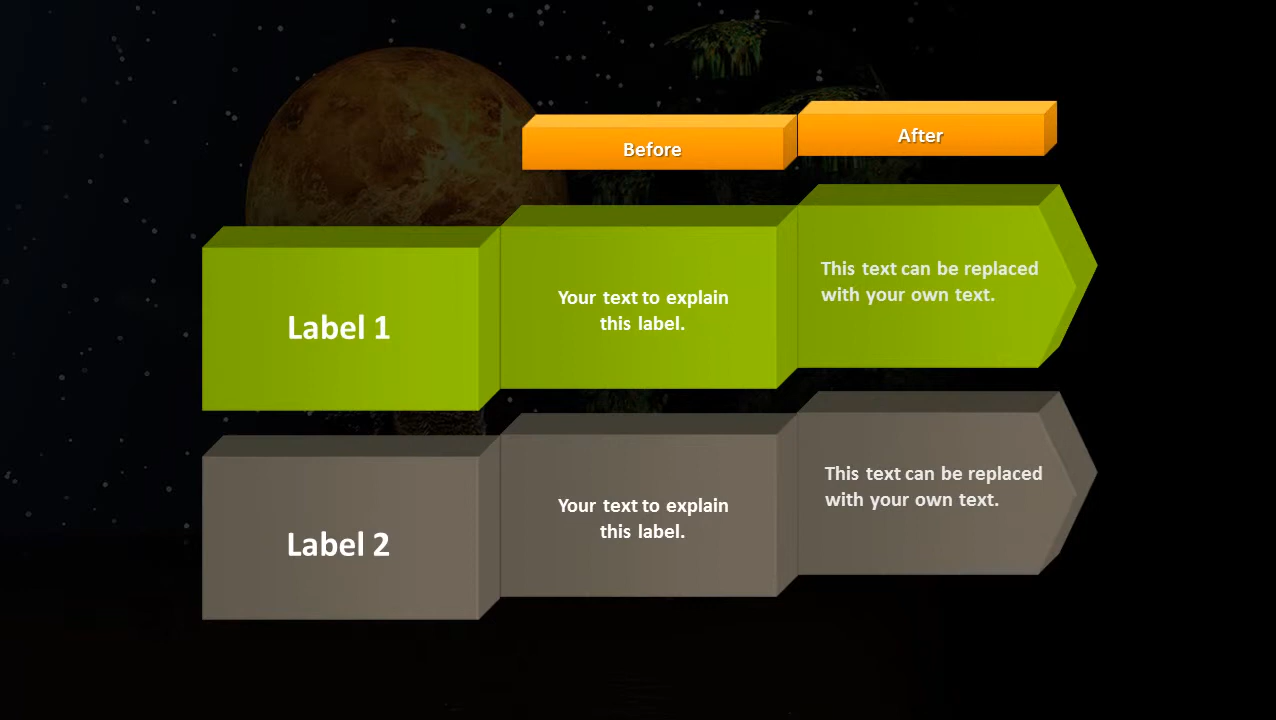 Before
After
Label 1
Your text to explain
this label.
This text can be replaced
with your own text.
Label 2
Your text to explain
this label.
This text can be replaced
with your own text.